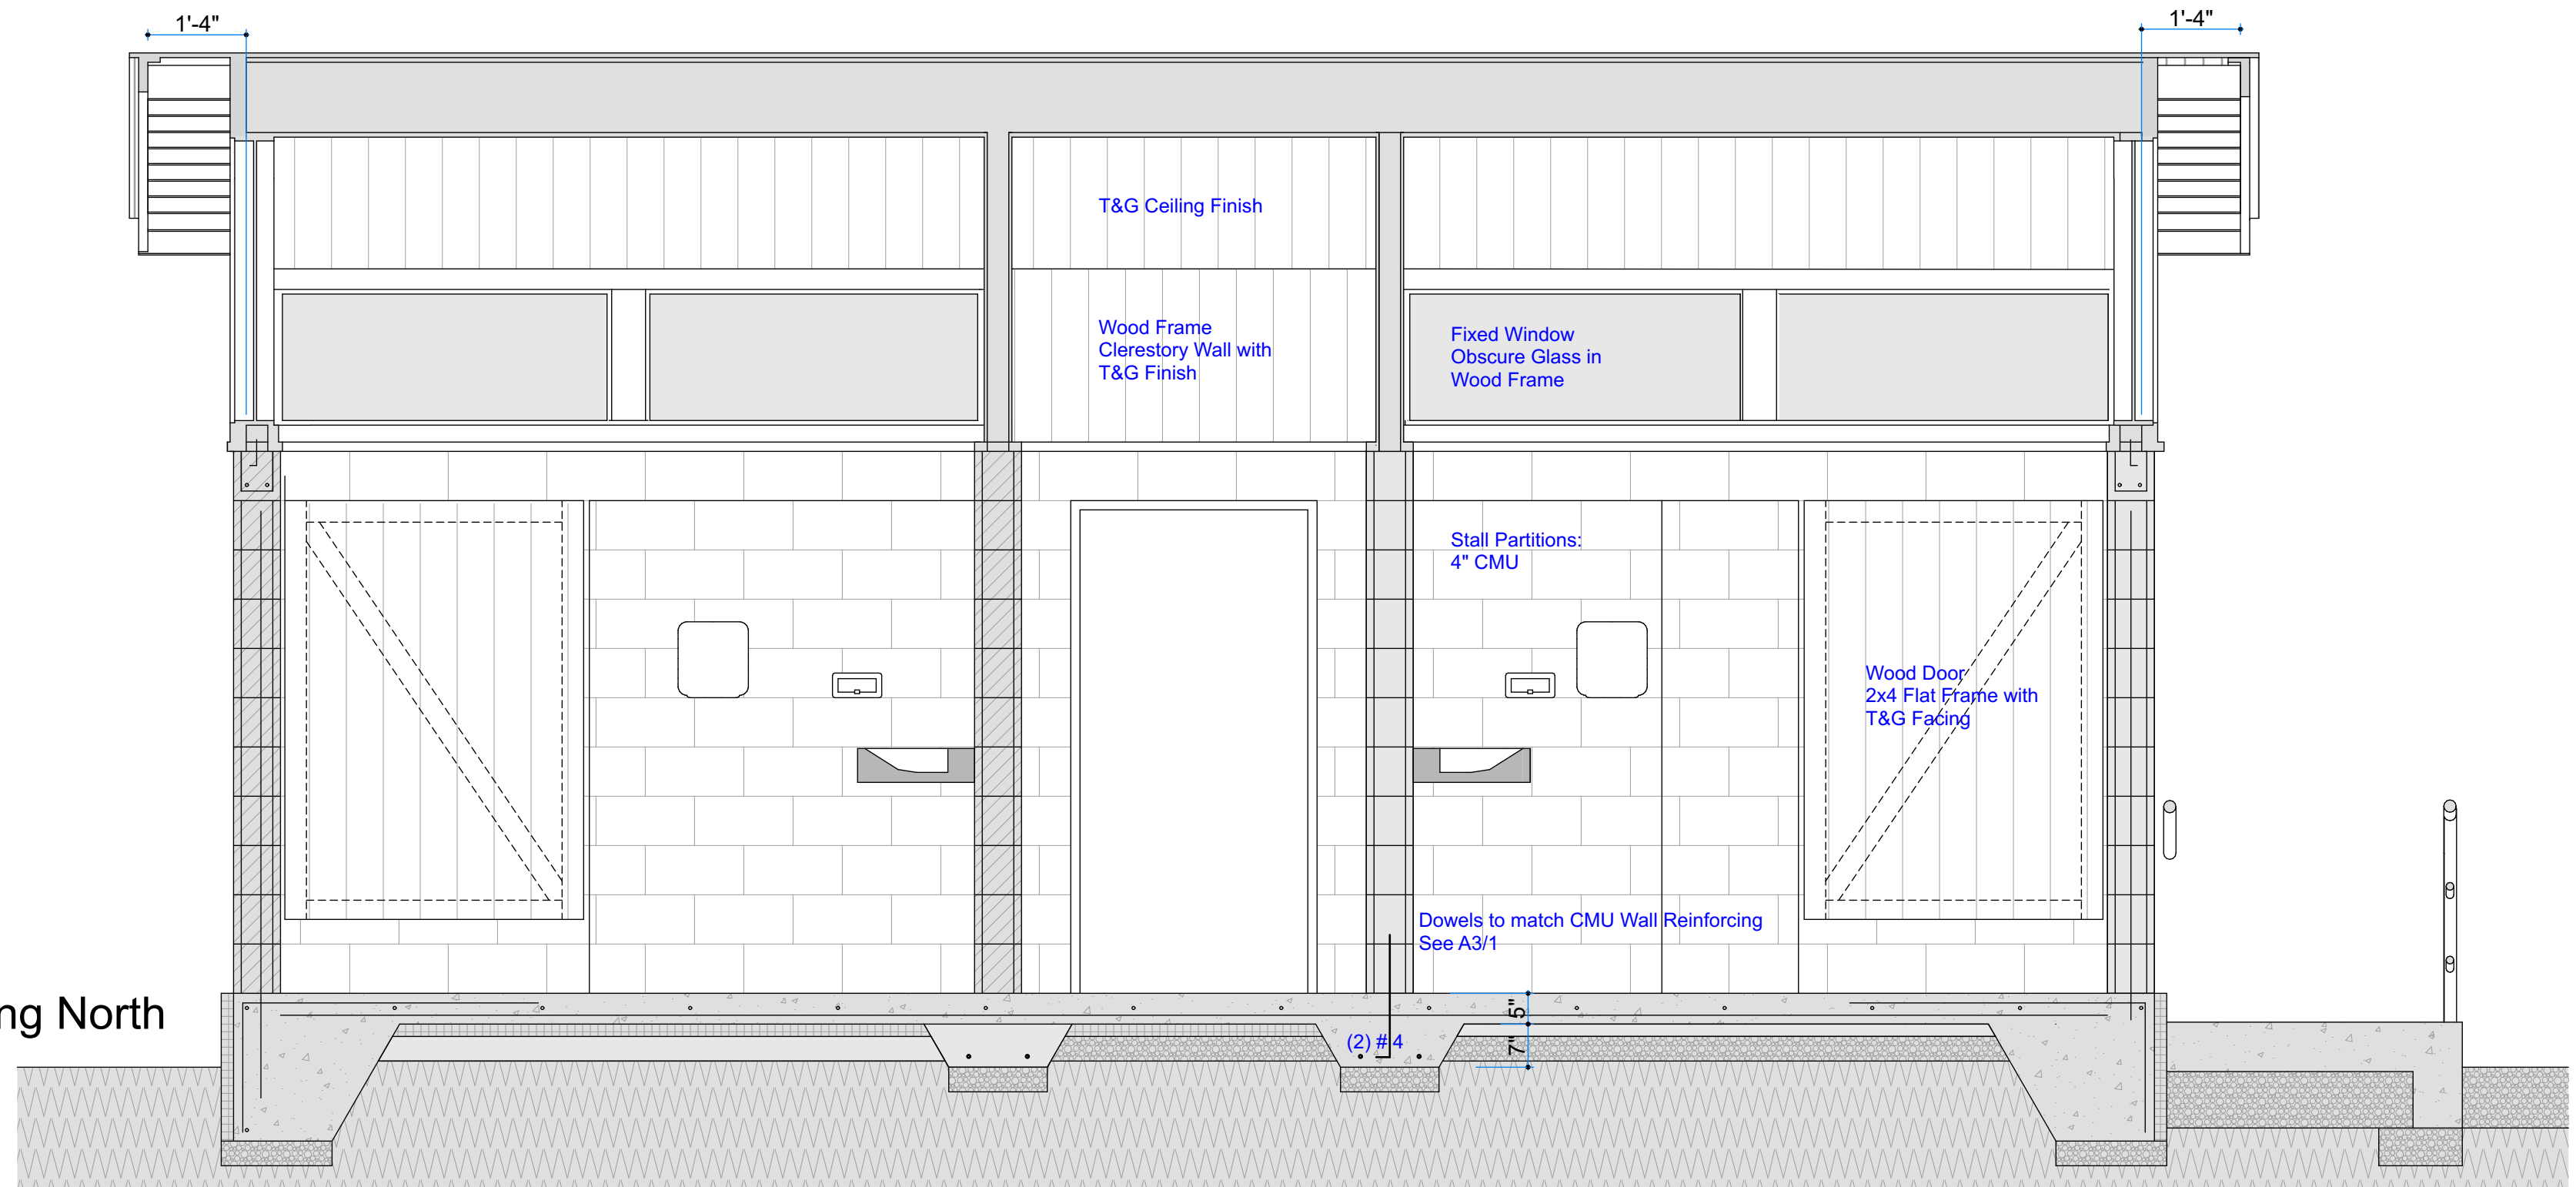 1'-4"
1'-4"
T&G Ceiling Finish
Wood Frame
Clerestory Wall with
T&G Finish
Fixed Window
Obscure Glass in
Wood Frame
Stall Partitions:
4" CMU
Wood Door
2x4 Flat Frame with
T&G Facing
Dowels to match CMU Wall Reinforcing
See A3/1
ng North
5"
7"
(2) # 4